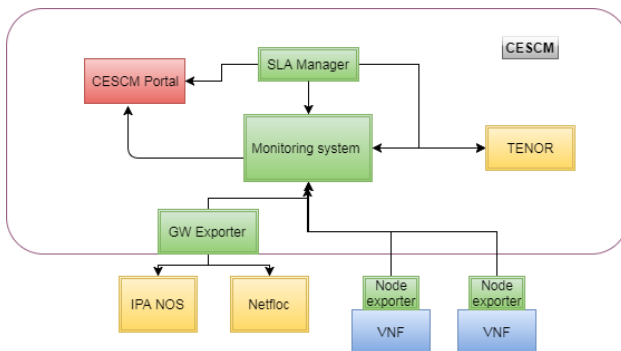 CESCM
SLA Manager
CESCM Portal
Monitoring system
TENOR
GW Exporter
IPA NOS
Netfloc
Node
exporter
VNF
Node
exporter
VNF